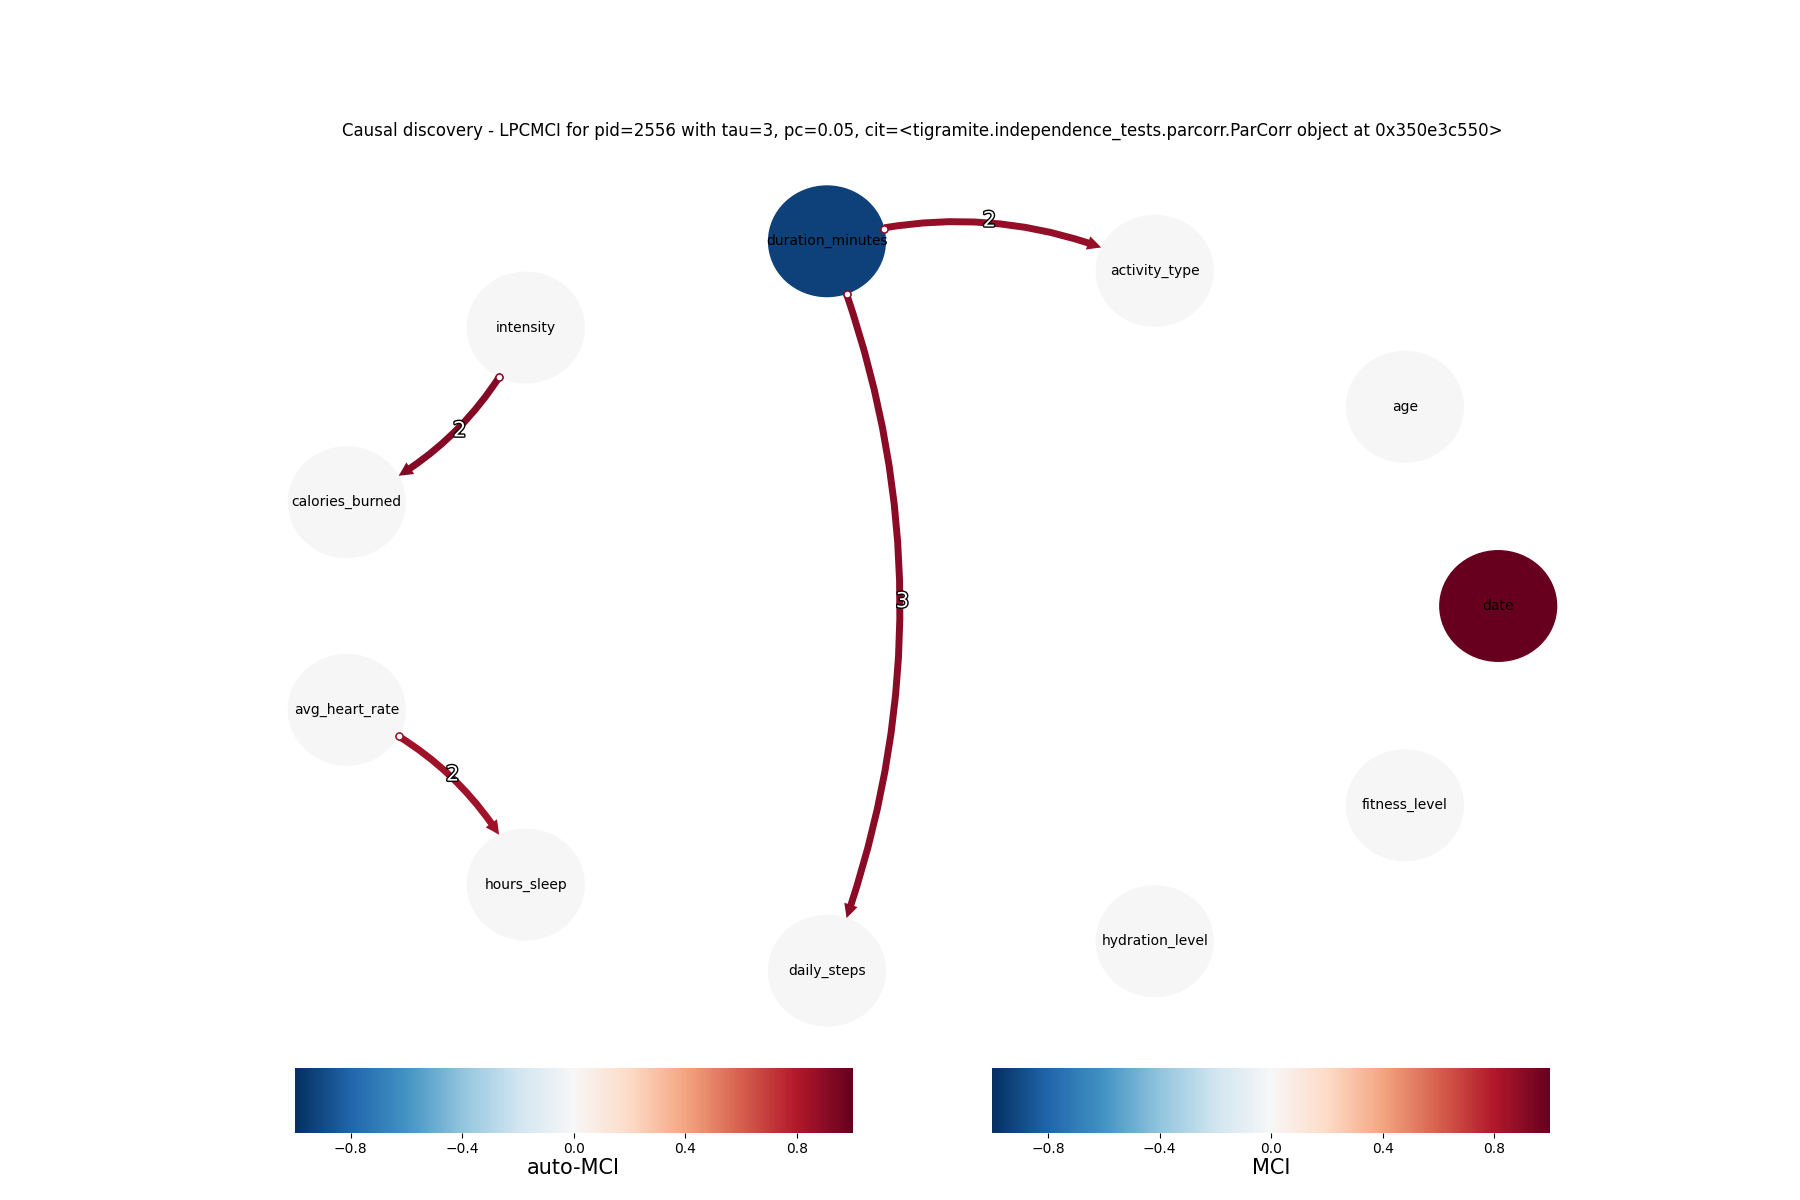 Causal discovery - LPCMCI for pid=2556 with tau=3, pc=0.05, cit=<tigramite.independence_tests.parcorr.ParCorr object at 0x350e3c550>
duration_minutes
2
activity_type
intensity
age
2
calories_burned
3
date
avg_heart_rate
2
fitness_level
hours_sleep
hydration_level
daily_steps
−0.8 −0.4 0.0 0.4 0.8
auto-MCI
−0.8 −0.4 0.0 0.4 0.8
MCI